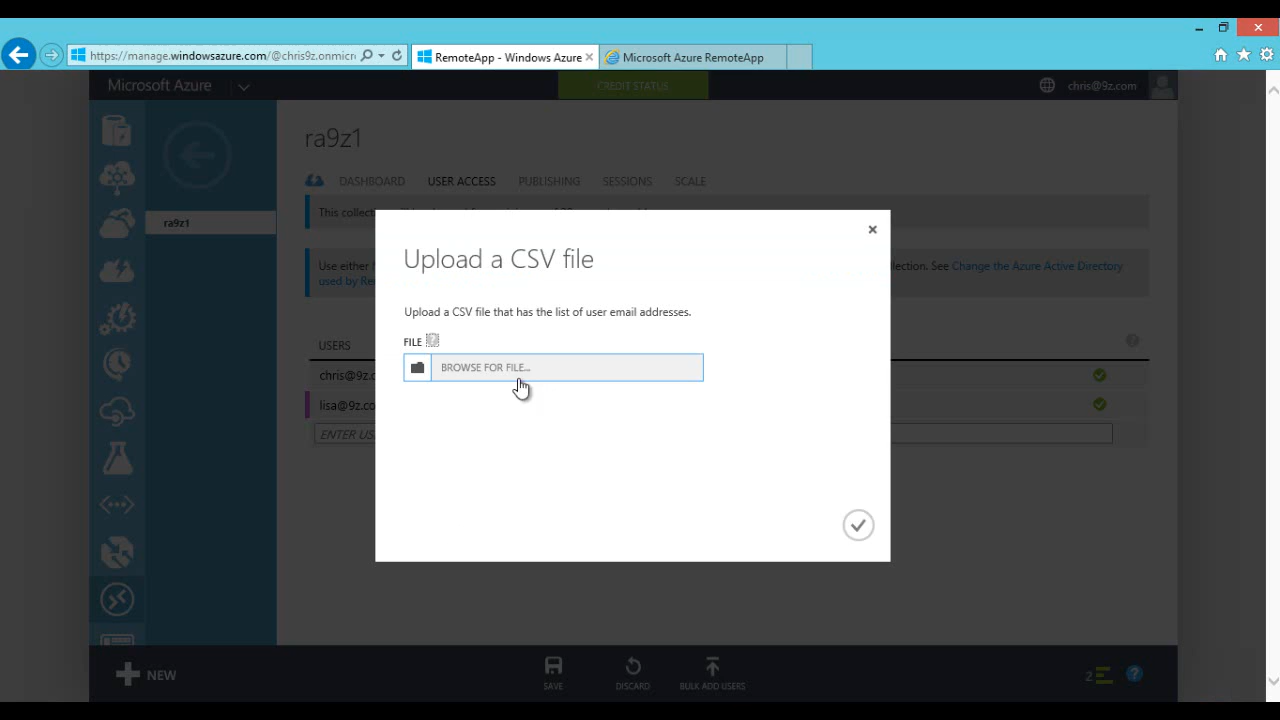 https://manage.windowsazure.com/@chris9z.onmicr
RemoteApp - Windows Azure
Microsoft Azure RemoteApp
Microsoft Azure
CREDIT STATUS
chris@9z.com
ra9z1
DASHBOARD USER ACCESS PUBLISHING SESSIONS SCALE
ra9z1
This collect
Upload a CSV file
Use either
lection. See Change the Azure Active Directory
used by Re
Upload a CSV file that has the list of user email addresses.
FILE
BROWSE FOR FILE...
USERS
chris@9z.c
lisa@9z.co
ENTER US
NEW
SAVE
DISCARD
BULK ADD USERS
2